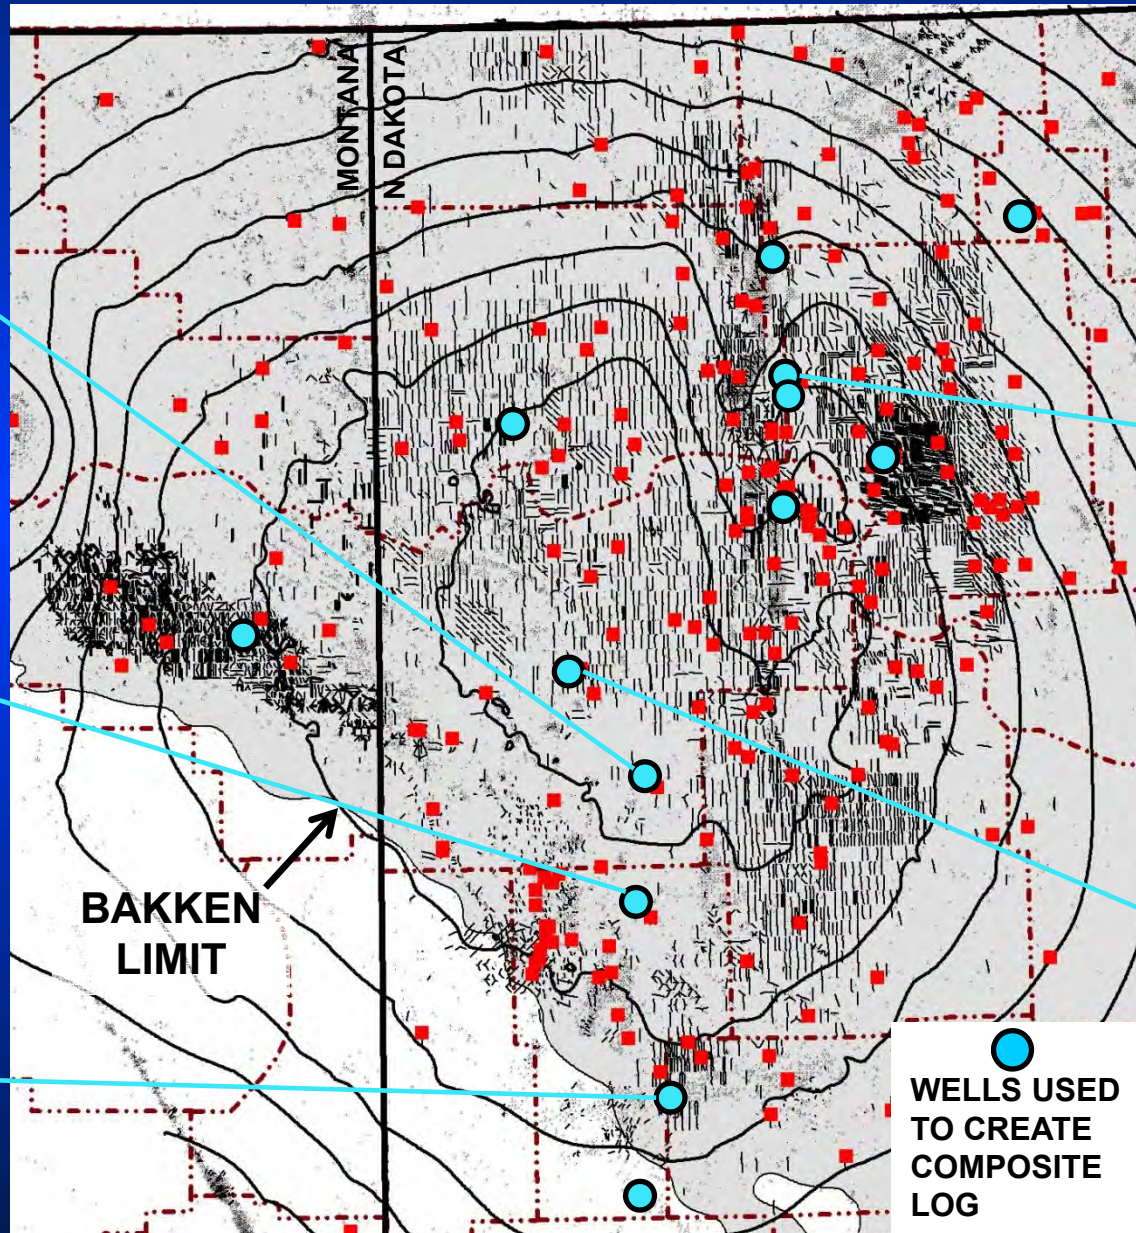 MONTANA
N.DAKOTA
BAKKEN
LIMIT
WELLS USED
TO CREATE
COMPOSITE
LOG